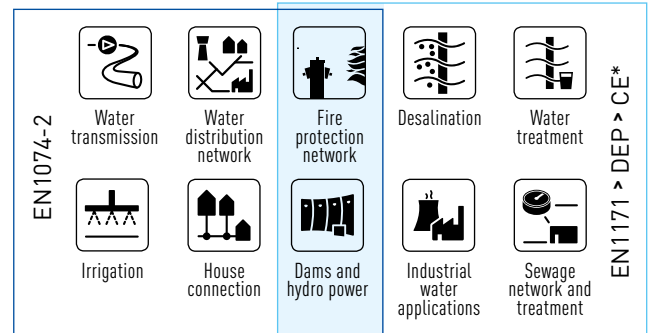 EN1074-2
Water
transmission
Water
distribution
network
Fire
protection
network
Desalination
Water
treatment
Irrigation
House
connection
Dams and
hydro power
Industrial
water
applications
Sewage
network and
treatment
EN1171 > DEP > CE*